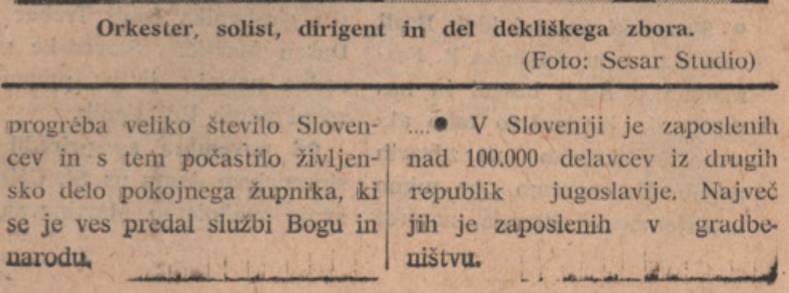 Orkester, solist, dirigent in del dekliškega zbora.
(Foto: Sesar Studio)
progreba veliko število Sloven-
cev in s tem počastilo življen-
sko delo pokojnega župnika, ki
se je ves predal službi Bogu in
narodu.
....● V Sloveniji je zaposlenih
nad 100.000 delavcev iz drugih
republik jugoslavije. Največ
jih je zaposlenih v gradbe-
ništvu.